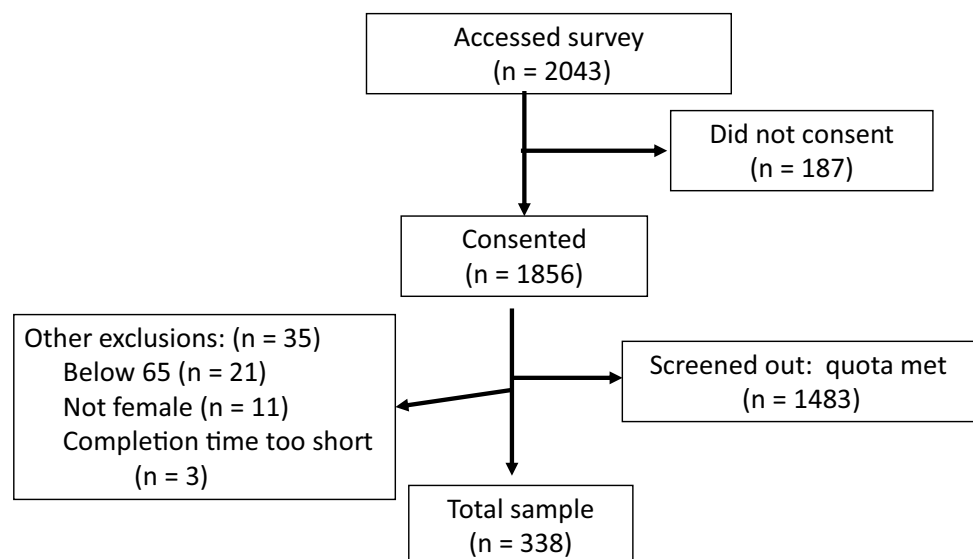 Accessed survey
(n = 2043)
Did not consent
(n = 187)
Consented
(n = 1856)
Other exclusions: (n = 35)
Below 65 (n = 21)
Not female (n = 11)
Completion time too short
(n = 3)
Screened out: quota met
(n = 1483)
Total sample
(n = 338)